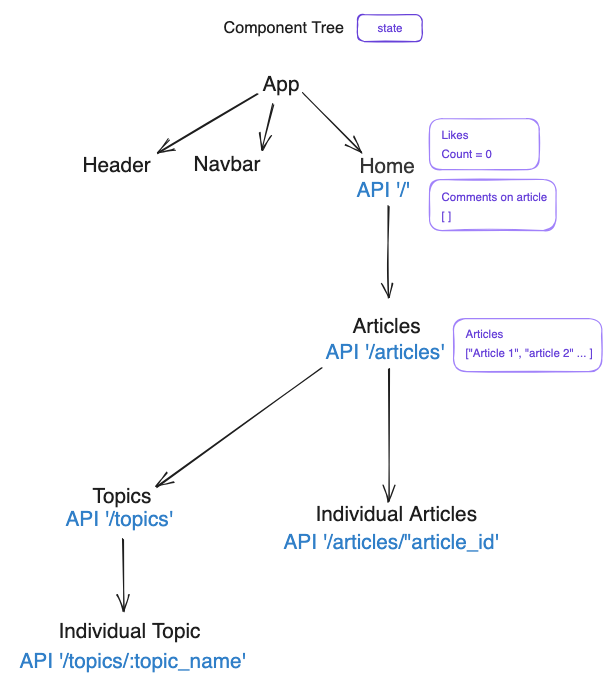 Component Tree
state
App
Header
Navbar
Home
API '/'
Likes
Count = 0
Comments on article
[ ]
Articles
API '/articles'
Articles
["Article 1", "article 2" ... ]
Topics
API '/topics'
Individual Articles
API '/articles/"article_id'
Individual Topic
API '/topics/:topic_name'